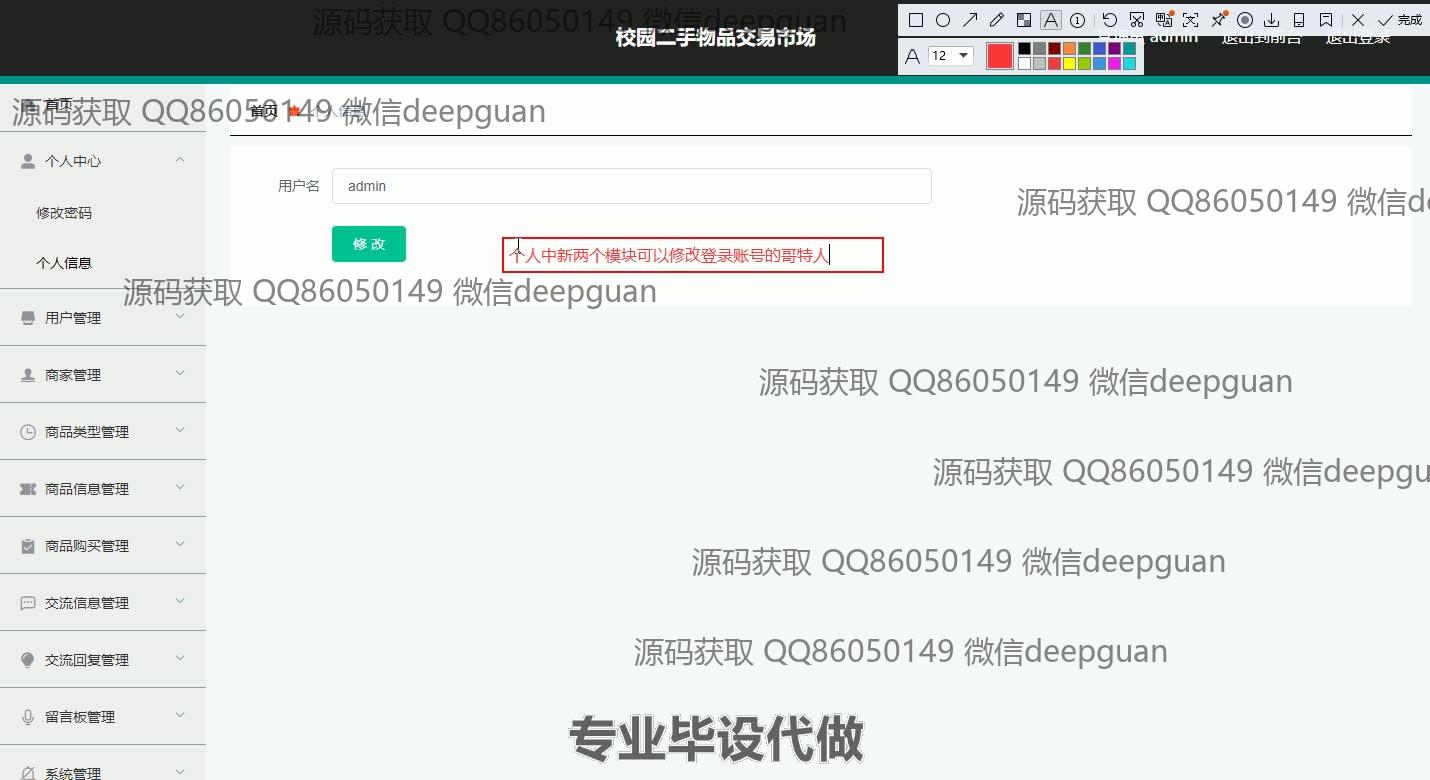 源码获取 QQ86050149 微信deepguan
校园二手物品交易市场
完成
12
admin
退出到前台
退出登录
首页
源码获取 QQ86050149 微信deepguan
首页
个人信息
个人中心
用户名
admin
修改密码
源码获取 QQ86050149 微信deepgu
修改
个人中新两个模块可以修改登录账号的哥特人
个人信息
源码获取 QQ86050149 微信deepguan
用户管理
商家管理
源码获取 QQ86050149 微信deepguan
商品类型管理
源码获取 QQ86050149 微信deepgu
商品信息管理
商品购买管理
源码获取 QQ86050149 微信deepguan
交流信息管理
交流回复管理
源码获取 QQ86050149 微信deepguan
留言板管理
专业毕设代做
系统管理